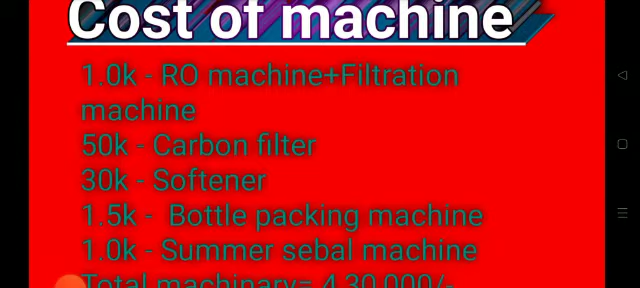 Cost of machine
1.0k - RO machine+Filtration
machine
50k - Carbon filter
30k - Softener
1.5k - Bottle packing machine
1.0k - Summer sebal machine
Total machinary= 4,30,000/-